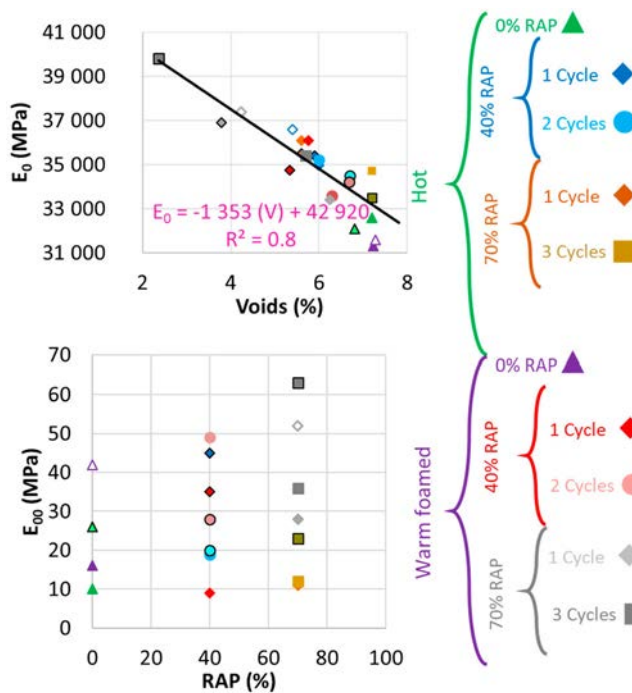 41 000
39 000
37 000
35 000
33 000
31 000
E₀ (MPa)
E₀ = -1 353 (V) + 42 920
R² = 0.8
2
4
6
8
Voids (%)
70
60
50
40
30
20
10
0
E₀₀ (MPa)
0
20
40
60
80
100
RAP (%)
Hot
0% RAP
40% RAP
1 Cycle
2 Cycles
70% RAP
1 Cycle
3 Cycles
Warm foamed
0% RAP
40% RAP
1 Cycle
2 Cycles
70% RAP
1 Cycle
3 Cycles